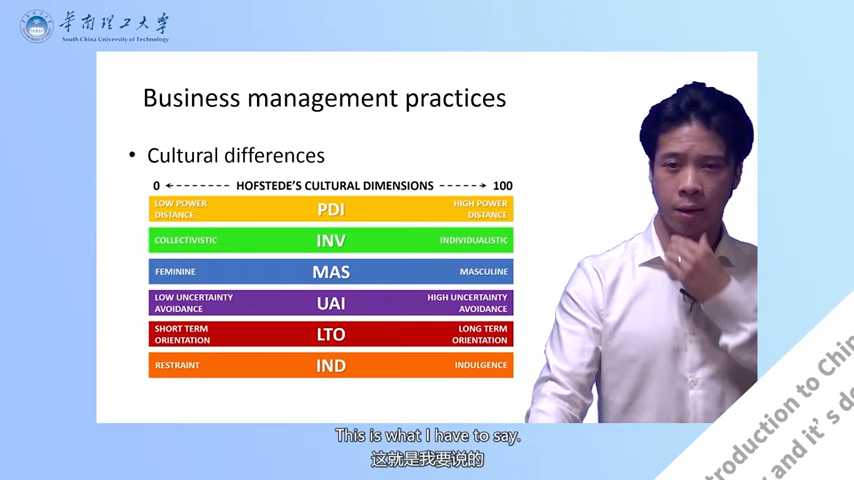 华南理工大学
South China University of Technology
Business management practices
• Cultural differences
0 HOFSTEDE'S CULTURAL DIMENSIONS 100
LOW POWER DISTANCE PDI HIGH POWER DISTANCE
COLLECTIVISTIC INV INDIVIDUALISTIC
FEMININE MAS MASCULINE
LOW UNCERTAINTY AVOIDANCE UAI HIGH UNCERTAINTY AVOIDANCE
SHORT TERM ORIENTATION LTO LONG TERM ORIENTATION
RESTRAINT IND INDULGENCE
This is what I have to say.
这就是我要说的
troduction to Chin
and it's d